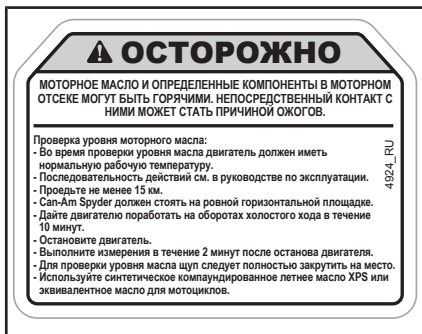 ОСТОРОЖНО
МОТОРНОЕ МАСЛО И ОПРЕДЕЛЕННЫЕ КОМПОНЕНТЫ В МОТОРНОМ
ОТСЕКЕ МОГУТ БЫТЬ ГОРЯЧИМИ. НЕПОСРЕДСТВЕННЫЙ КОНТАКТ С
НИМИ МОЖЕТ СТАТЬ ПРИЧИНОЙ ОЖОГОВ.
Проверка уровня моторного масла:
- Во время проверки уровня масла двигатель должен иметь
нормальную рабочую температуру.
- Последовательность действий см. в руководстве по эксплуатации.
- Проедьте не менее 15 км.
- Can-Am Spyder должен стоять на ровной горизонтальной площадке.
- Дайте двигателю поработать на оборотах холостого хода в течение
10 минут.
- Остановите двигатель.
- Выполните измерения в течение 2 минут после останова двигателя.
- Для проверки уровня масла щуп следует полностью закрутить на место.
- Используйте синтетическое компаундированное летнее масло XPS или
эквивалентное масло для мотоциклов.
4924_RU